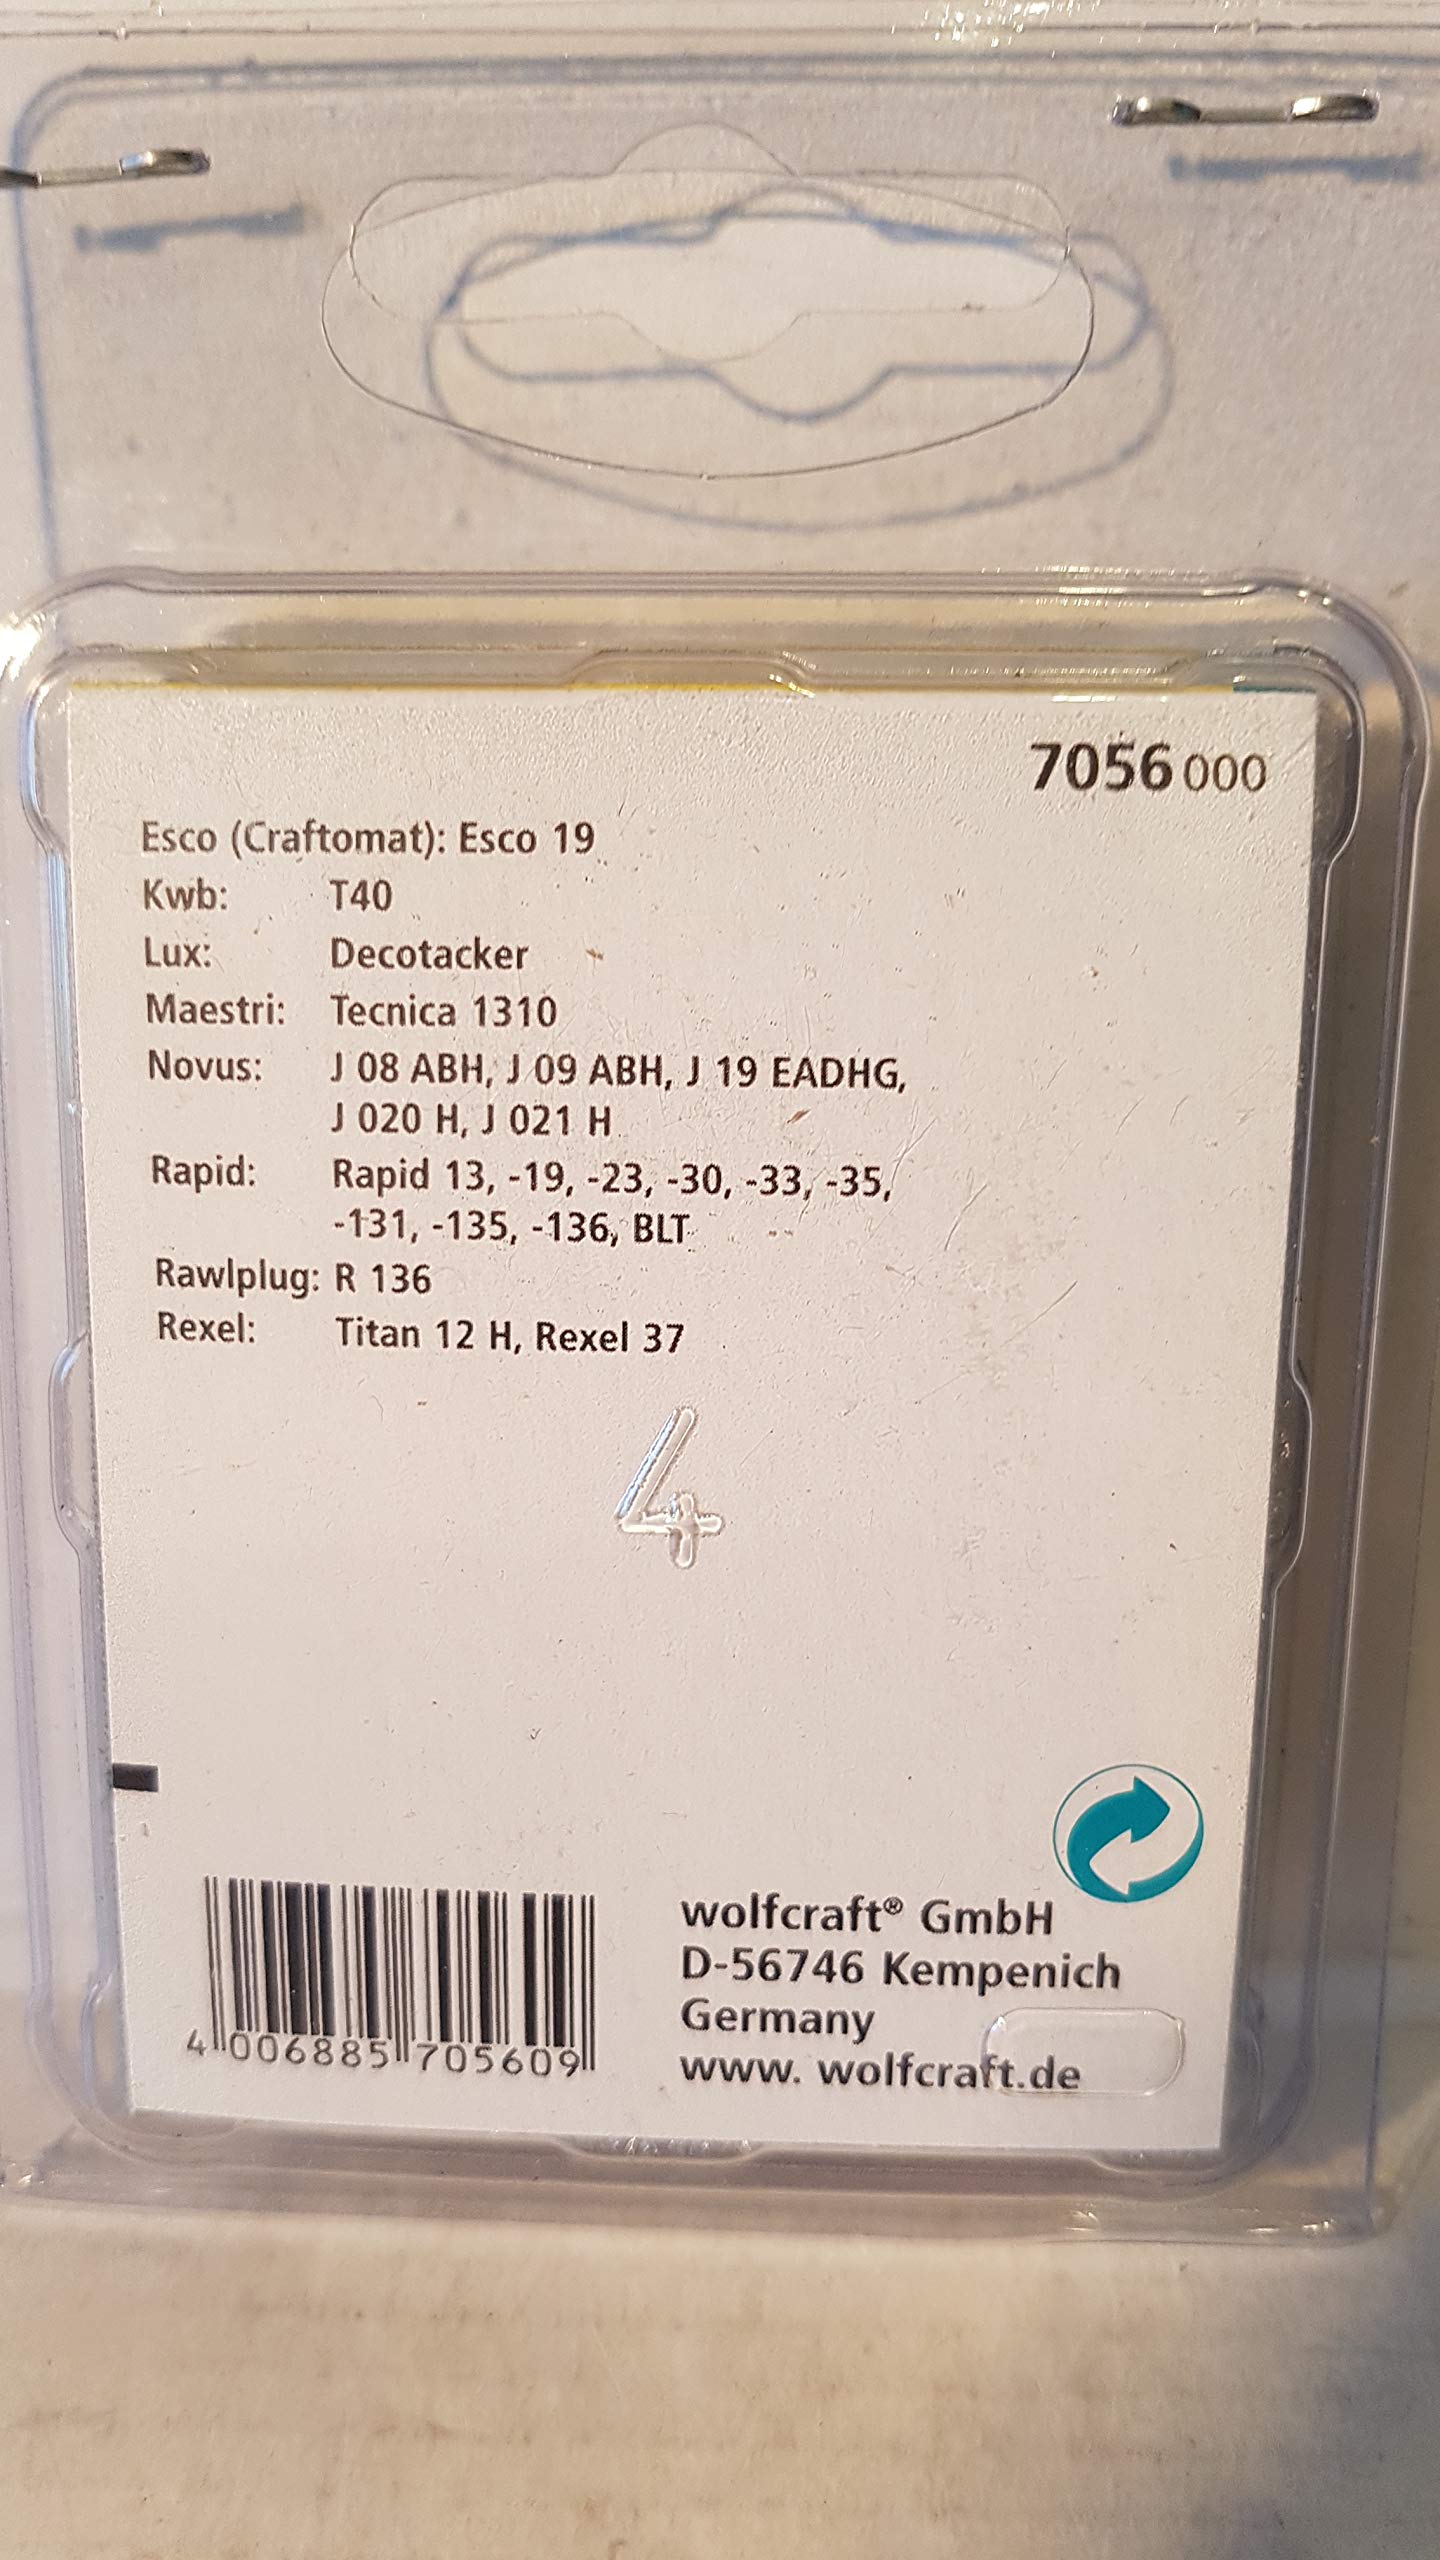 7056 000
Esco (Craftomat): Esco 19
Kwb: T40
Lux: Decotacker
Maestri: Tecnica 1310
Novus: J 08 ABH, J 09 ABH, J 19 EADHG,
J 020 H, J 021 H
Rapid: Rapid 13, -19, -23, -30, -33, -35,
-131, -135, -136, BLT
Rawlplug: R 136
Rexel: Titan 12 H, Rexel 37
4
4 006885 705609
wolfcraft® GmbH
D-56746 Kempenich
Germany
www. wolfcraft.de